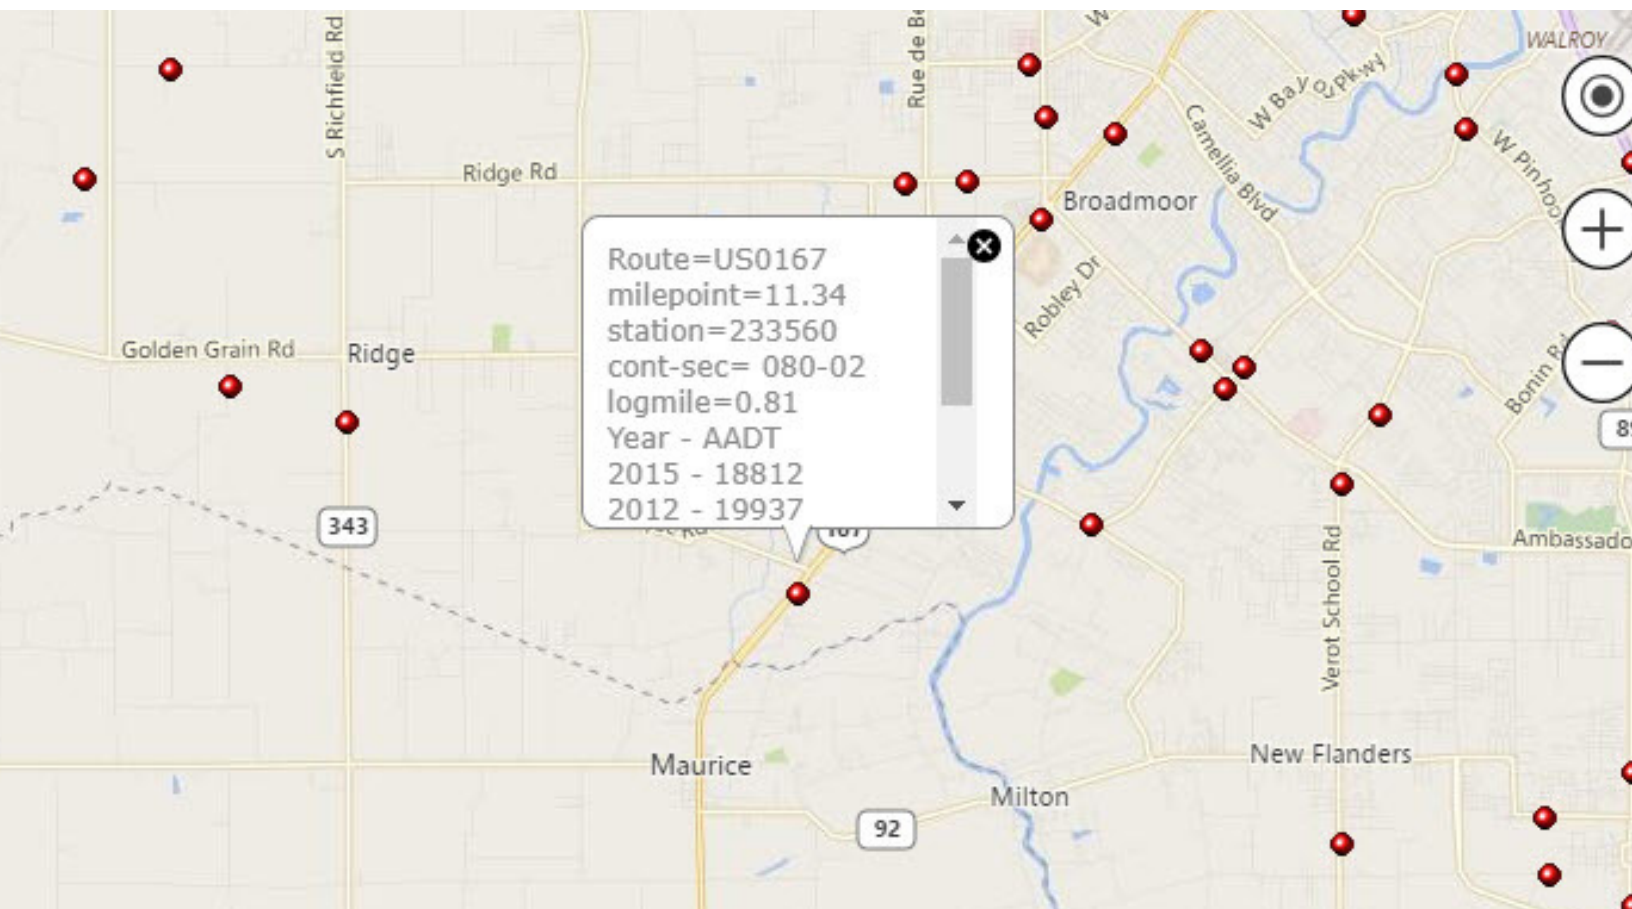 WALROY
S Richfield Rd
Rue de Be
W
W Bay
Pkwy
Camellia Blvd
W Pinhoo
Ridge Rd
Broadmoor
Route=US0167
milepoint=11.34
station=233560
cont-sec= 080-02
logmile=0.81
Year - AADT
2015 - 18812
2012 - 19937
Robley Dr
Golden Grain Rd
Ridge
Bonin Rd
343
167
Ambassado
Verot School Rd
Maurice
New Flanders
Milton
92